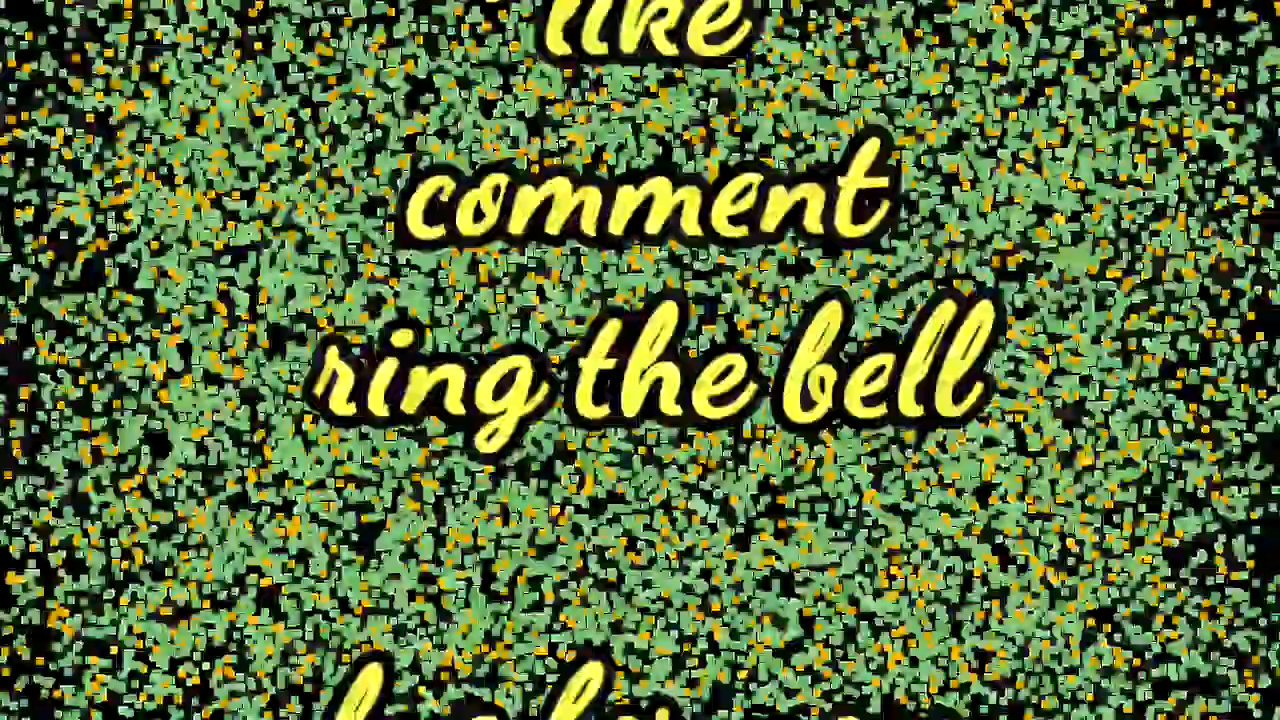 like
comment
ring the bell